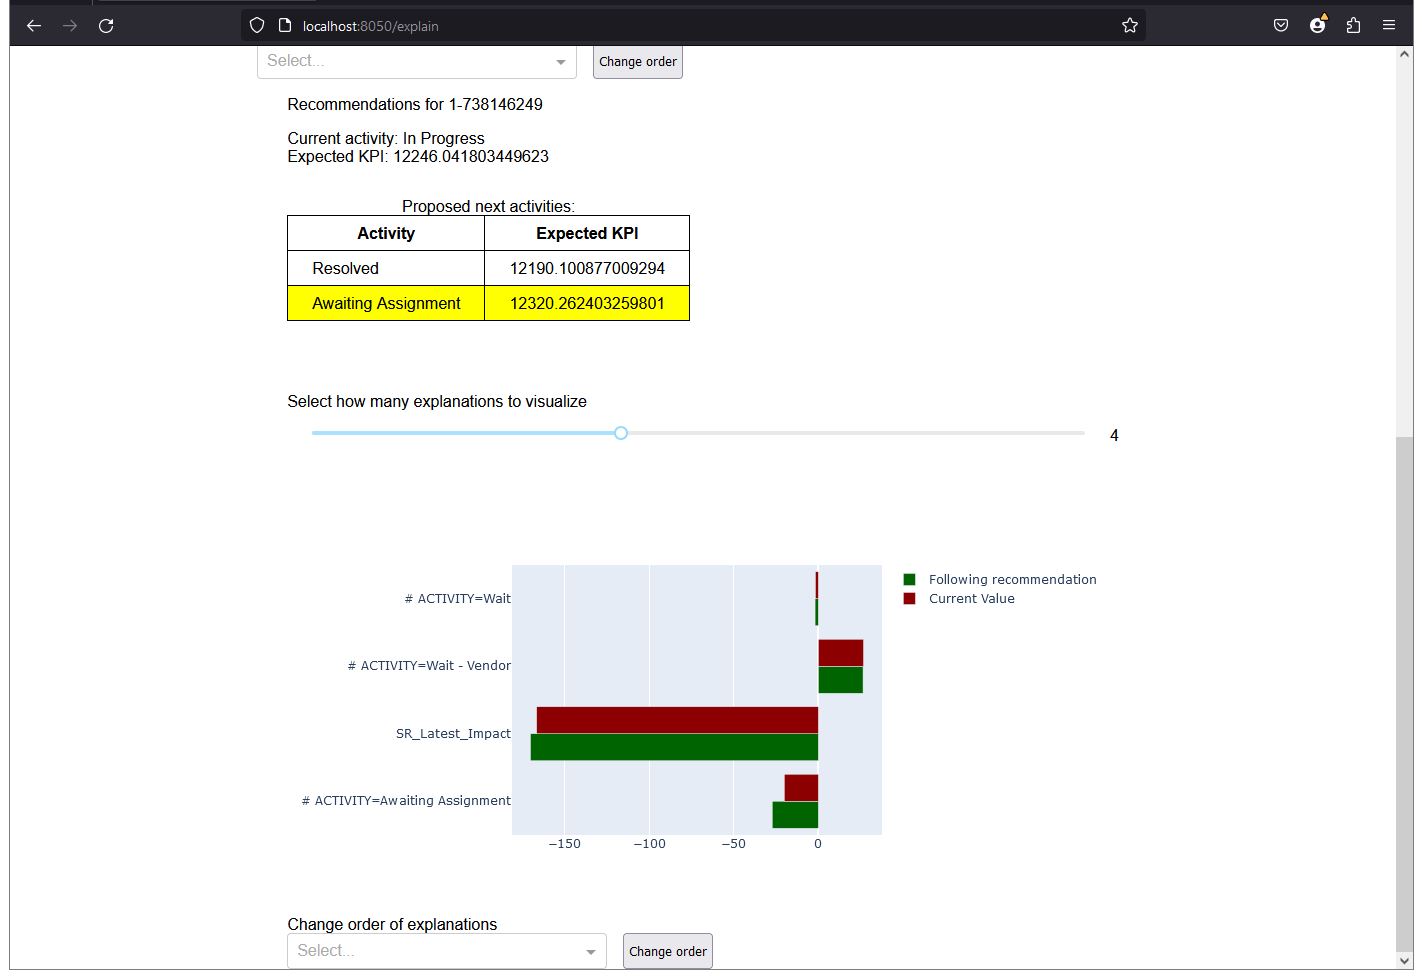 localhost:8050/explain
Select... Change order
Recommendations for 1-738146249
Current activity: In Progress
Expected KPI: 12246.041803449623
Proposed next activities:
Activity Expected KPI
Resolved 12190.100877009294
Awaiting Assignment 12320.262403259801
Select how many explanations to visualize
4
Following recommendation
Current Value
# ACTIVITY=Wait
# ACTIVITY=Wait - Vendor
SR_Latest_Impact
# ACTIVITY=Awaiting Assignment
−150 −100 −50 0
Change order of explanations
Select... Change order